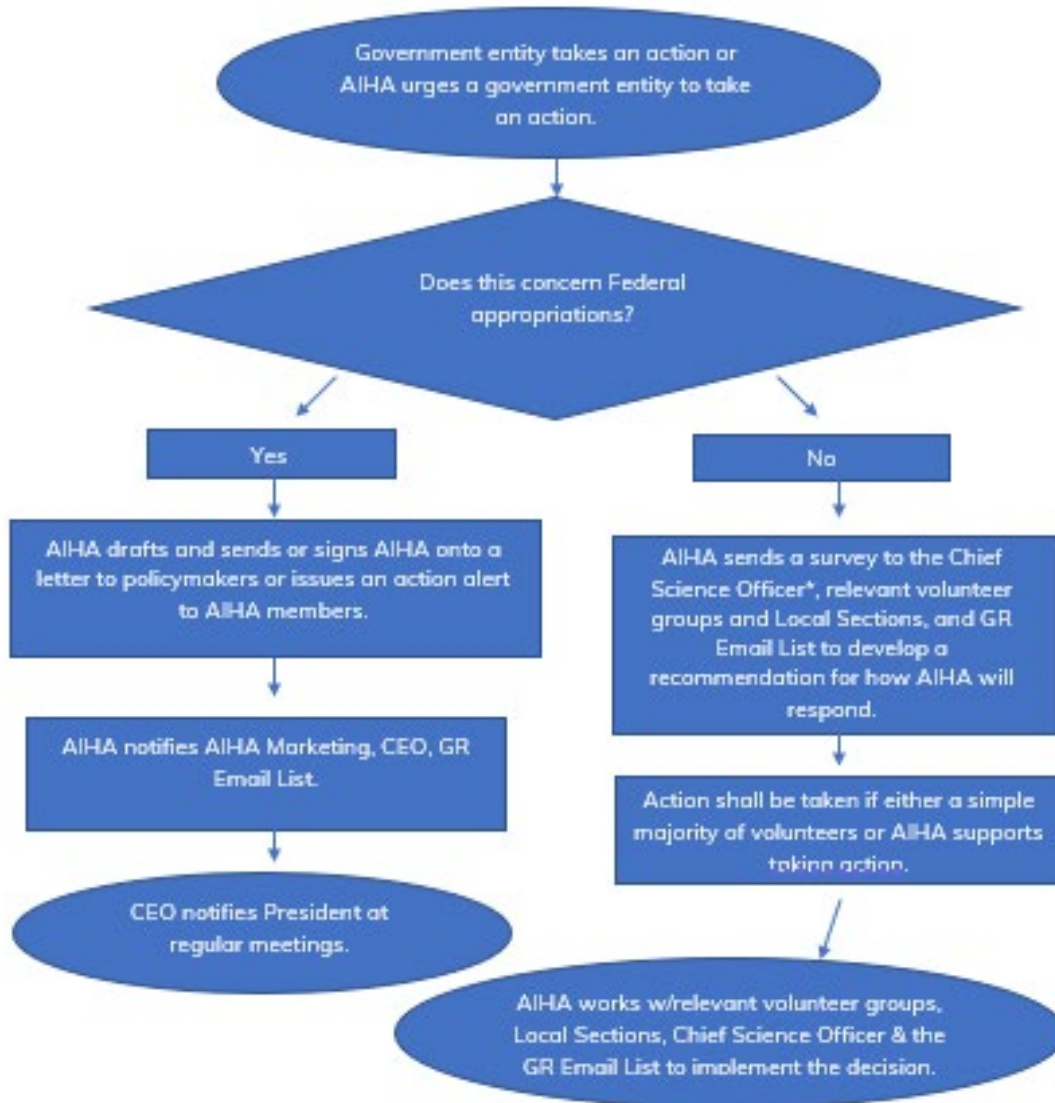 Government entity takes an action or
AIHA urges a government entity to take
an action.
Does this concern Federal
appropriations?
Yes
AIHA drafts and sends or signs AIHA onto a
letter to policymakers or issues an action alert
to AIHA members.
AIHA notifies AIHA Marketing, CEO, GR
Email List.
CEO notifies President at
regular meetings.
No
AIHA sends a survey to the Chief
Science Officer*, relevant volunteer
groups and Local Sections, and GR
Email List to develop a
recommendation for how AIHA will
respond.
Action shall be taken if either a simple
majority of volunteers or AIHA supports
taking action.
AIHA works w/relevant volunteer groups,
Local Sections, Chief Science Officer & the
GR Email List to implement the decision.